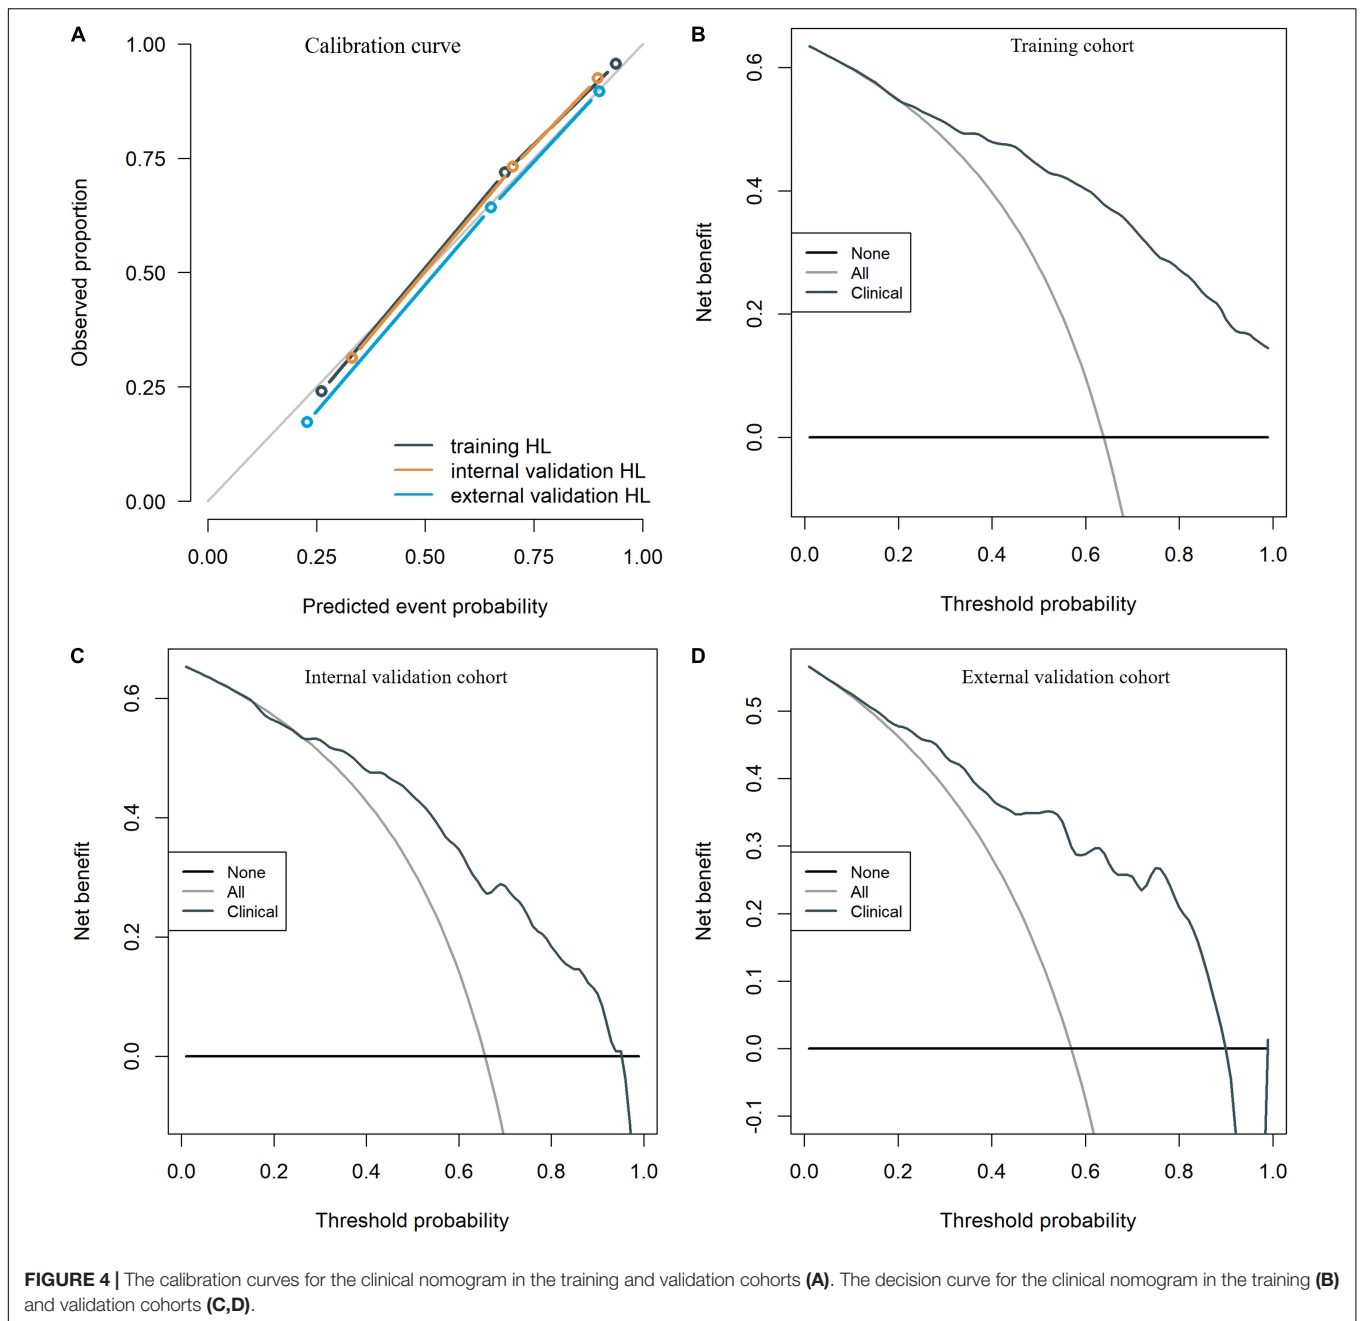 A
Calibration curve
1.00
0.75
0.50
0.25
0.00
Observed proportion
training HL
internal validation HL
external validation HL
0.00 0.25 0.50 0.75 1.00
Predicted event probability
B
Training cohort
0.6
0.4
0.2
0.0
Net benefit
None
All
Clinical
0.0 0.2 0.4 0.6 0.8 1.0
Threshold probability
C
Internal validation cohort
0.6
0.4
0.2
0.0
Net benefit
None
All
Clinical
0.0 0.2 0.4 0.6 0.8 1.0
Threshold probability
D
External validation cohort
0.5
0.4
0.3
0.2
0.1
0.0
-0.1
Net benefit
None
All
Clinical
0.0 0.2 0.4 0.6 0.8 1.0
Threshold probability
FIGURE 4 | The calibration curves for the clinical nomogram in the training and validation cohorts (A). The decision curve for the clinical nomogram in the training (B)
and validation cohorts (C,D).